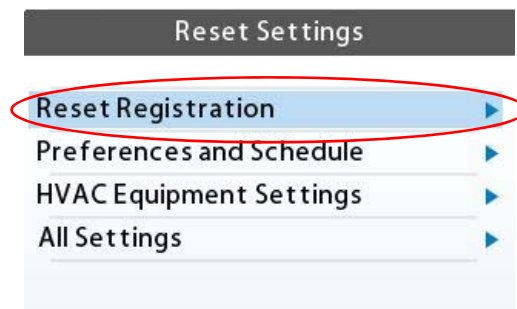 Reset Settings
Reset Registration
Preferences and Schedule
HVAC Equipment Settings
All Settings